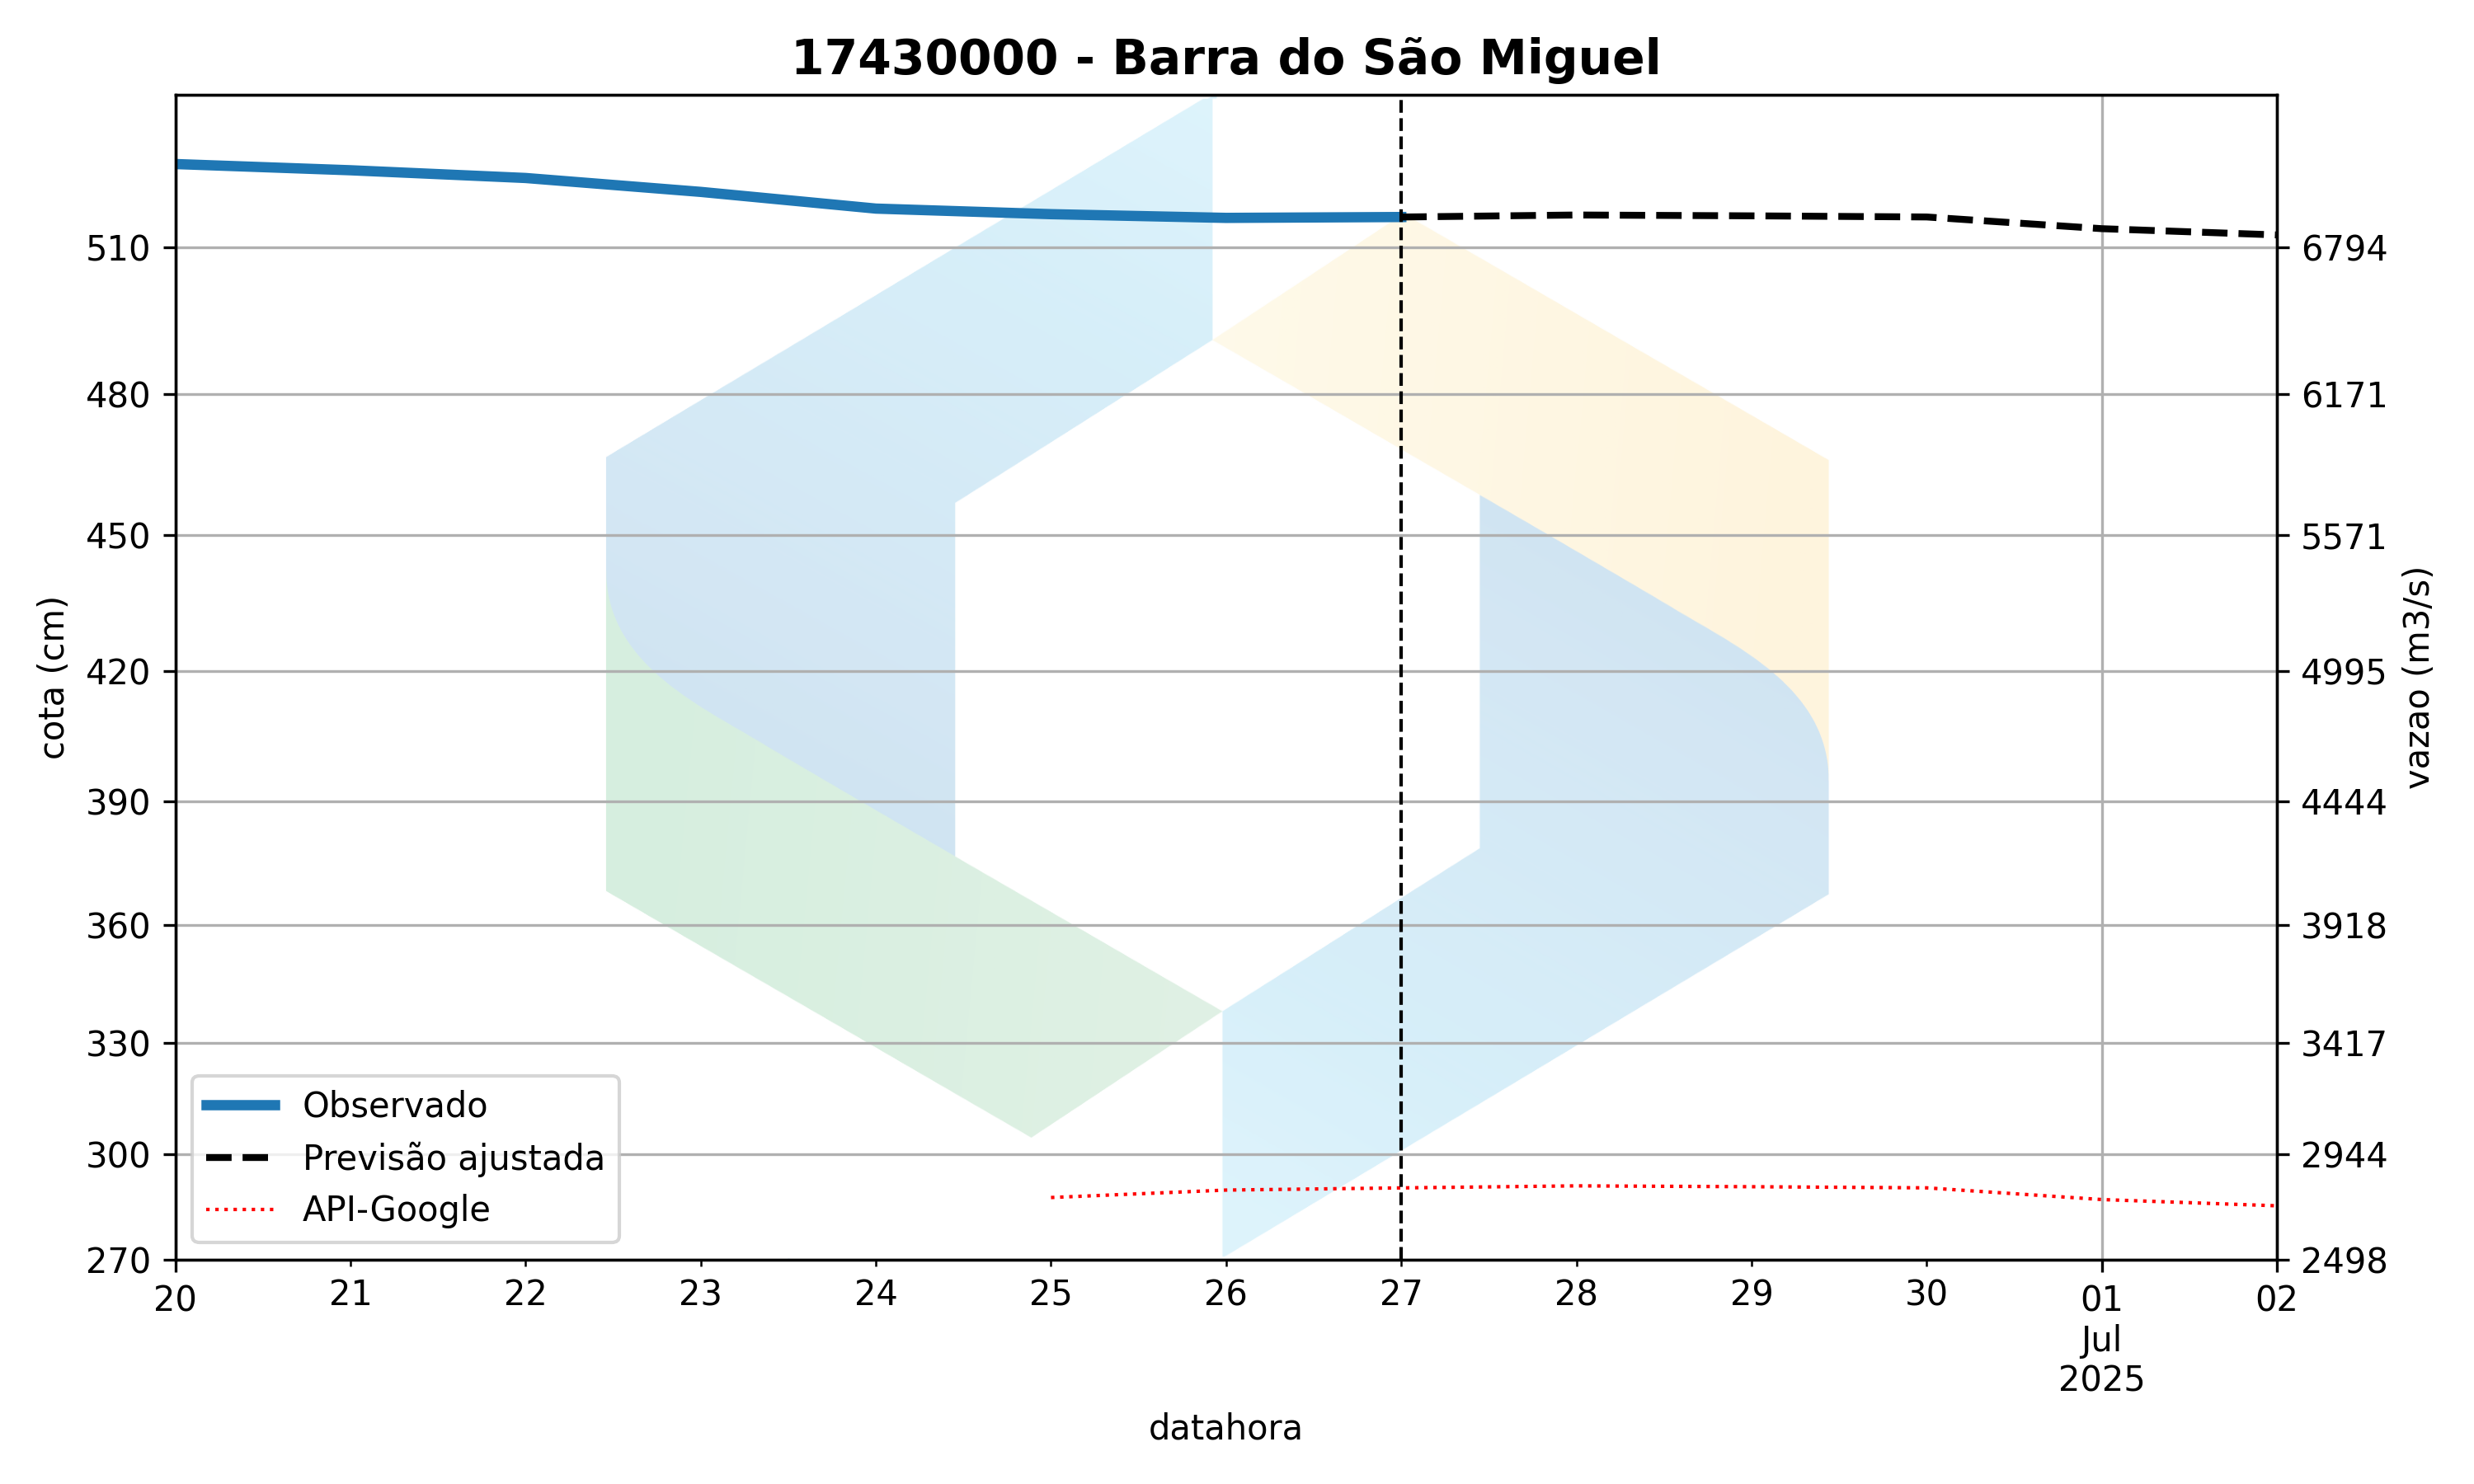 17430000 - Barra do São Miguel
510
480
450
420
390
360
330
300
270
cota (cm)
6794
6171
5571
4995
4444
3918
3417
2944
2498
vazao (m3/s)
Observado
Previsão ajustada
API-Google
20 21 22 23 24 25 26 27 28 29 30 01 02
Jul
2025
datahora